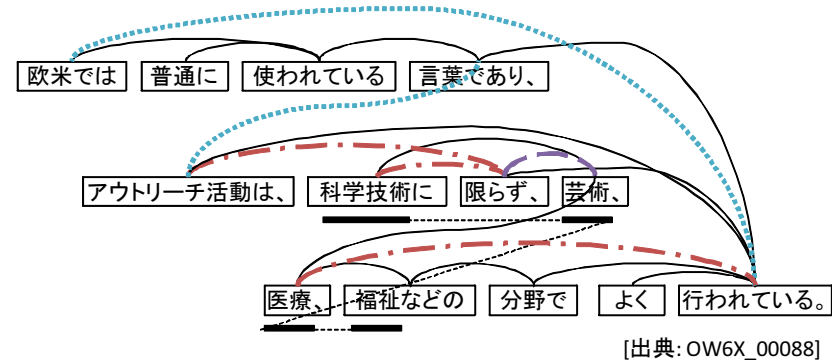 欧米では 普通に 使われている 言葉であり、
アウトリーチ活動は、 科学技術に 限らず、 芸術、
医療、 福祉などの 分野で よく 行われている。
[出典: OW6X_00088]